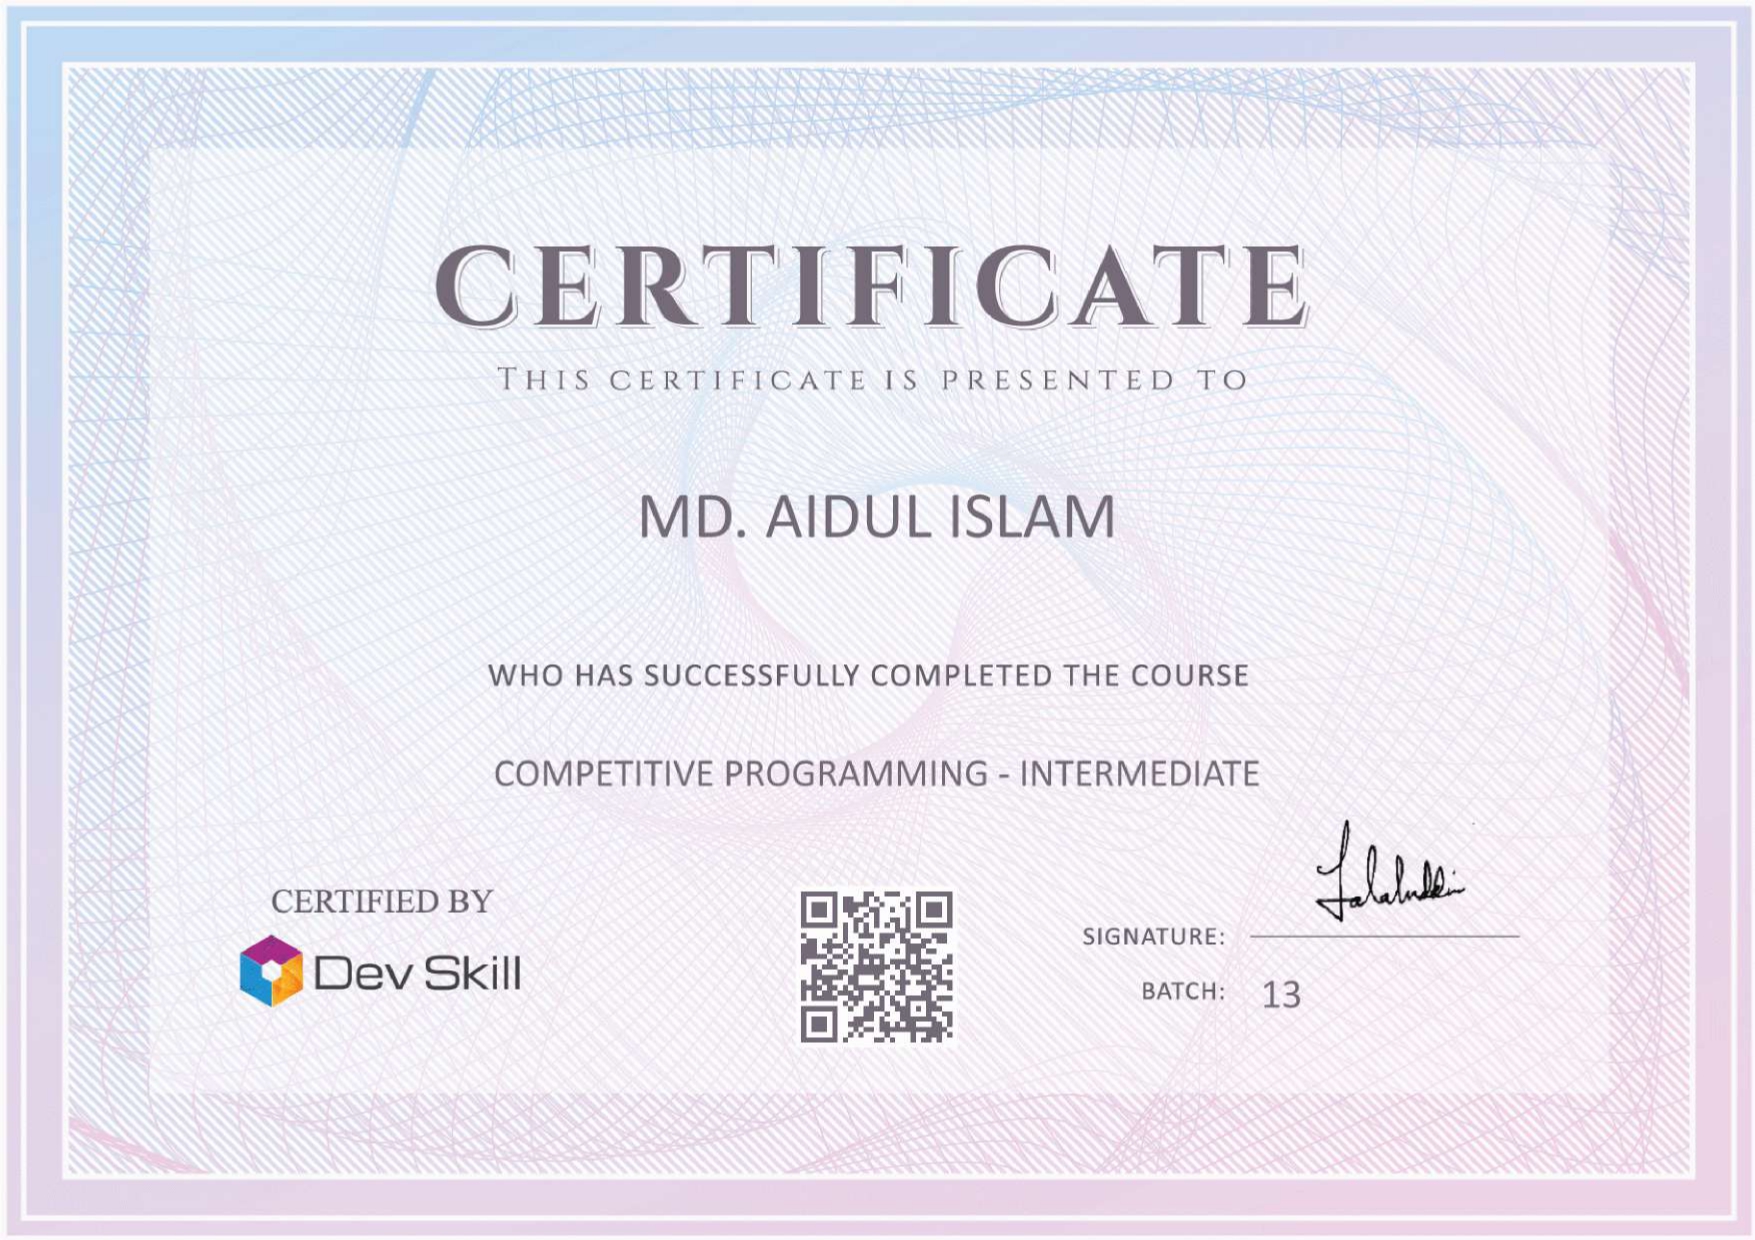 CERTIFICATE
THIS CERTIFICATE IS PRESENTED TO
MD. AIDUL ISLAM
WHO HAS SUCCESSFULLY COMPLETED THE COURSE
COMPETITIVE PROGRAMMING - INTERMEDIATE
CERTIFIED BY
Dev Skill
Jalaluddin
SIGNATURE:
BATCH: 13